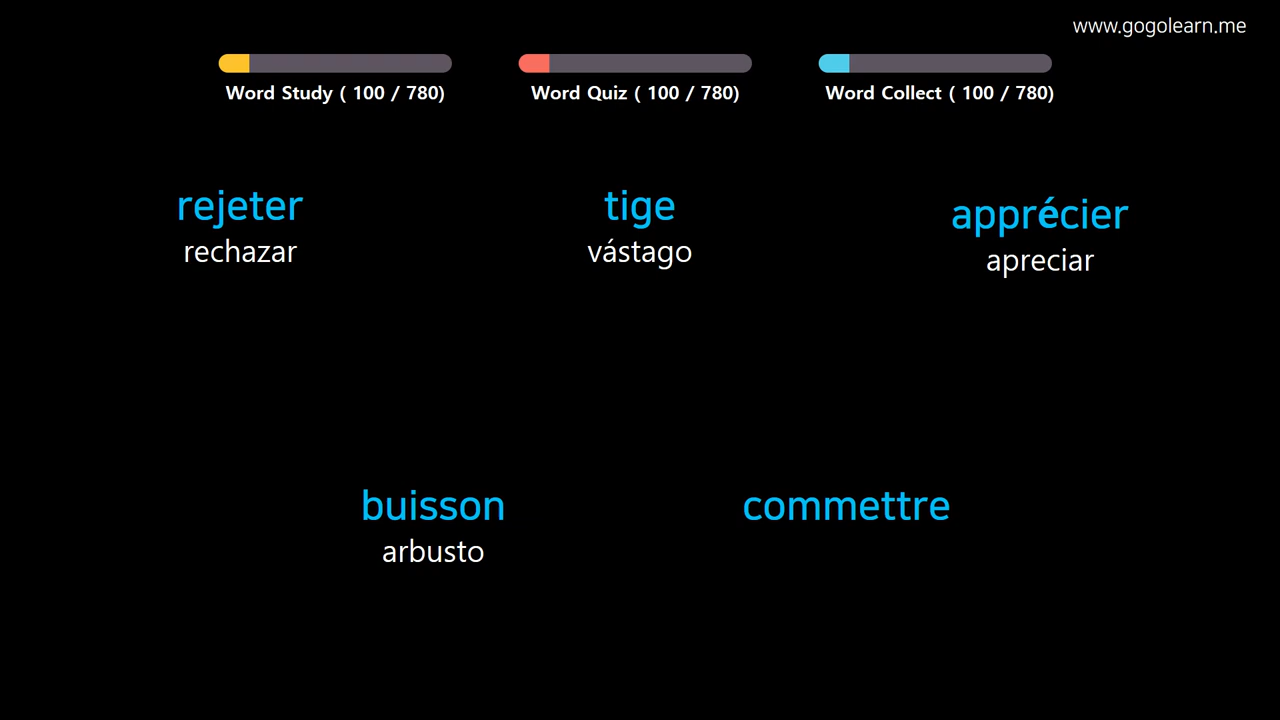 www.gogolearn.me
Word Study ( 100 / 780)
Word Quiz ( 100 / 780)
Word Collect ( 100 / 780)
rejeter
rechazar
tige
vástago
apprécier
apreciar
buisson
arbusto
commettre